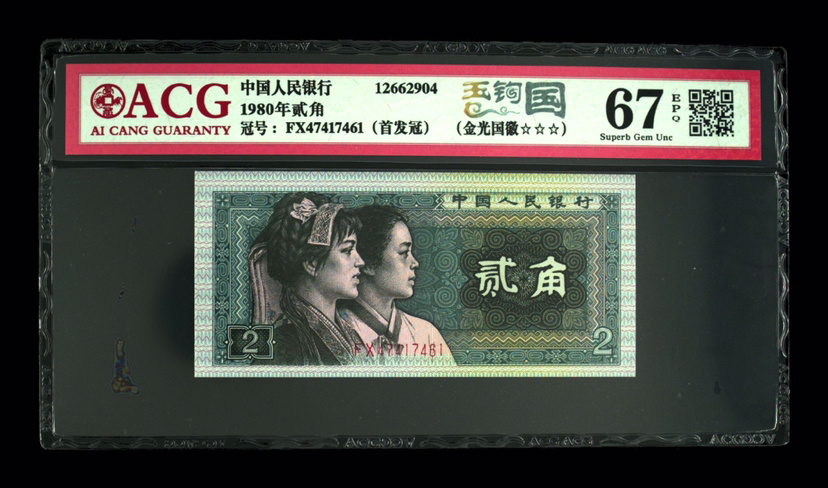 ACG
AI CANG GUARANTY
中国人民银行 12662904
1980年贰角
冠号: FX47417461 (首发冠)
玉钩国
(金光国徽☆☆☆)
67
EPQ
Superb Gem Unc
中国人民银行
贰角
2
2
FX47417461